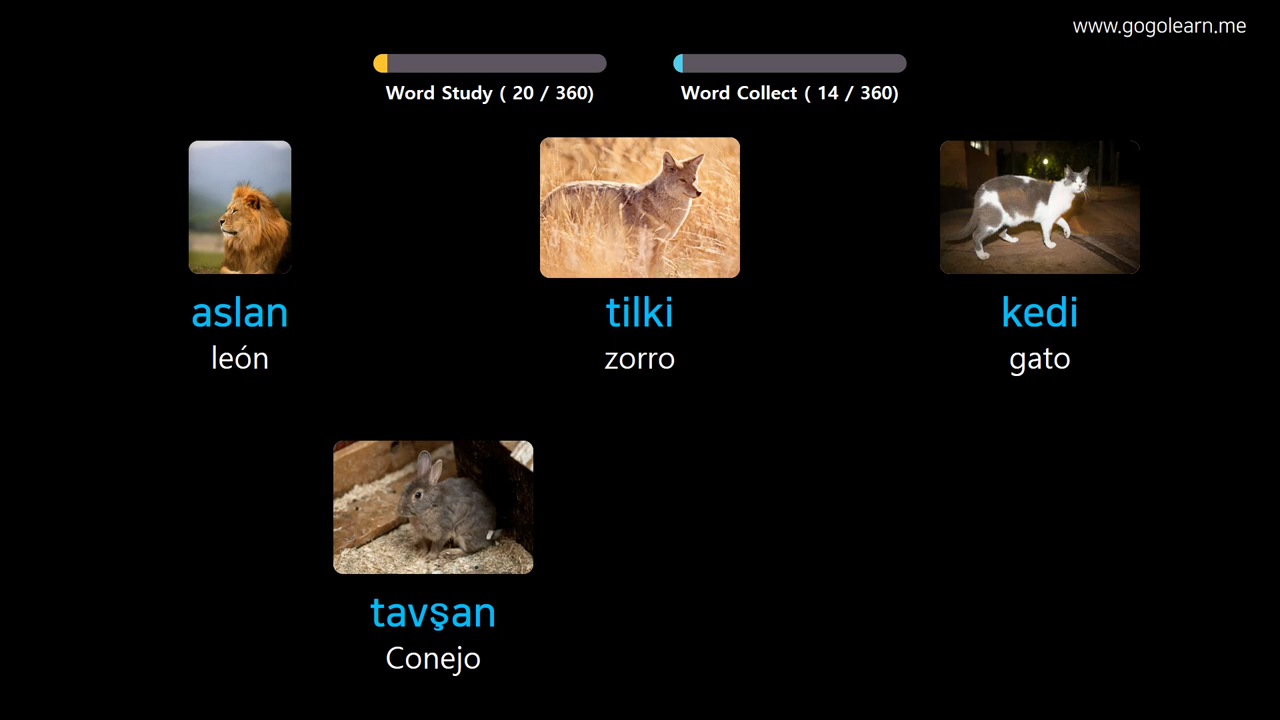 www.gogolearn.me
Word Study ( 20 / 360)
Word Collect ( 14 / 360)
aslan
león
tilki
zorro
kedi
gato
tavşan
Conejo